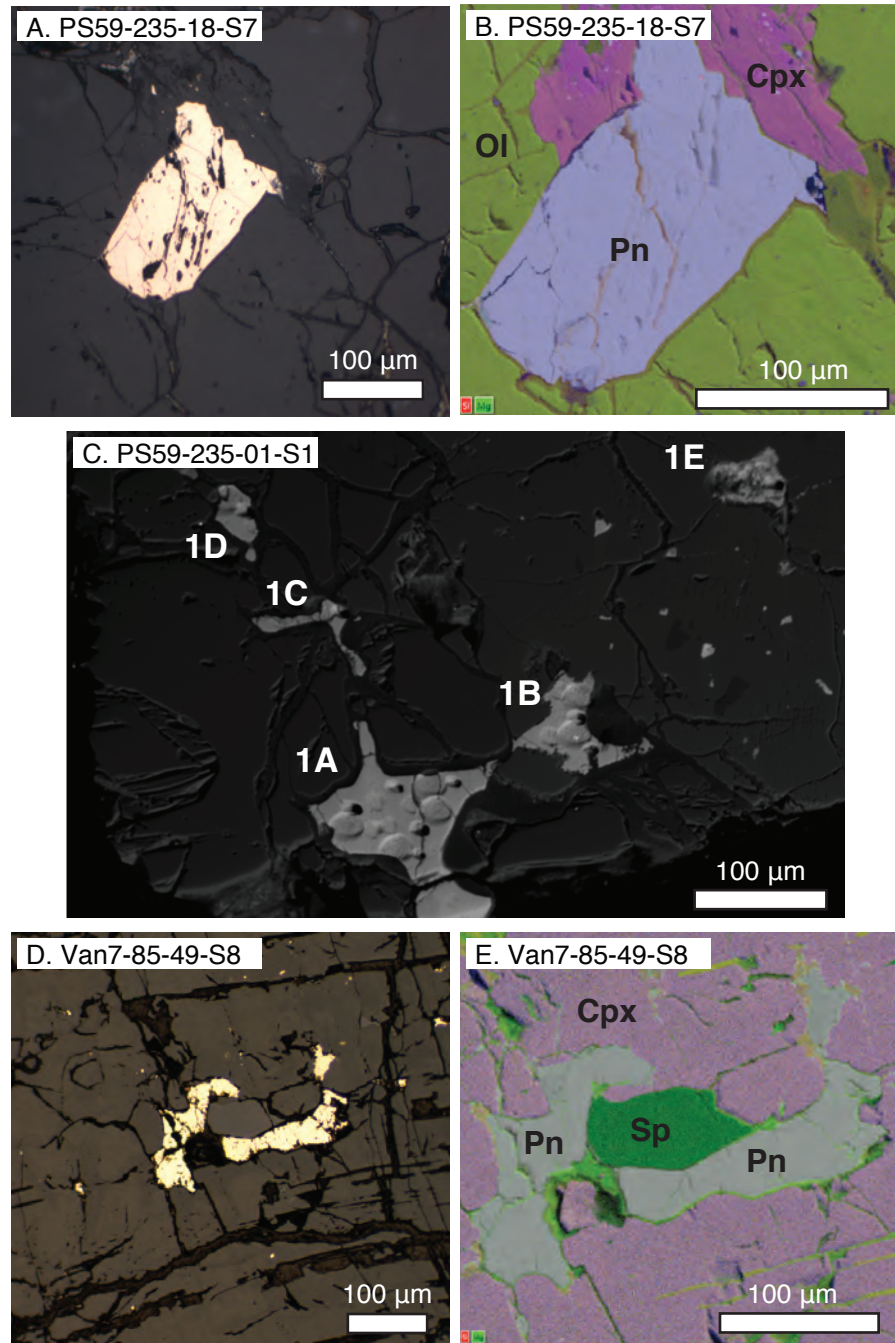 A. PS59-235-18-S7
100 µm
B. PS59-235-18-S7
Cpx
Ol
Pn
100 µm
Si Mg
C. PS59-235-01-S1
1E
1D
1C
1B
1A
100 µm
D. Van7-85-49-S8
100 µm
E. Van7-85-49-S8
Cpx
Pn
Sp
Pn
100 µm